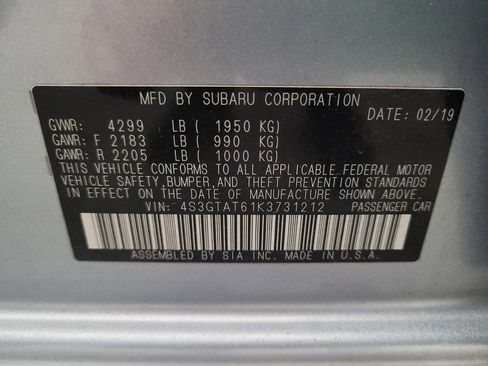 MFD BY SUBARU CORPORATION
DATE: 02/19
GVWR: 4299 LB ( 1950 KG)
GAWR: F 2183 LB ( 990 KG)
GAWR: R 2205 LB ( 1000 KG)
THIS VEHICLE CONFORMS TO ALL APPLICABLE FEDERAL MOTOR
VEHICLE SAFETY, BUMPER, AND THEFT PREVENTION STANDARDS
IN EFFECT ON THE DATE OF MANUFACTURE SHOWN ABOVE.
VIN: 4S3GTAT61K3731212 PASSENGER CAR
ASSEMBLED BY SIA INC. MADE IN U.S.A.